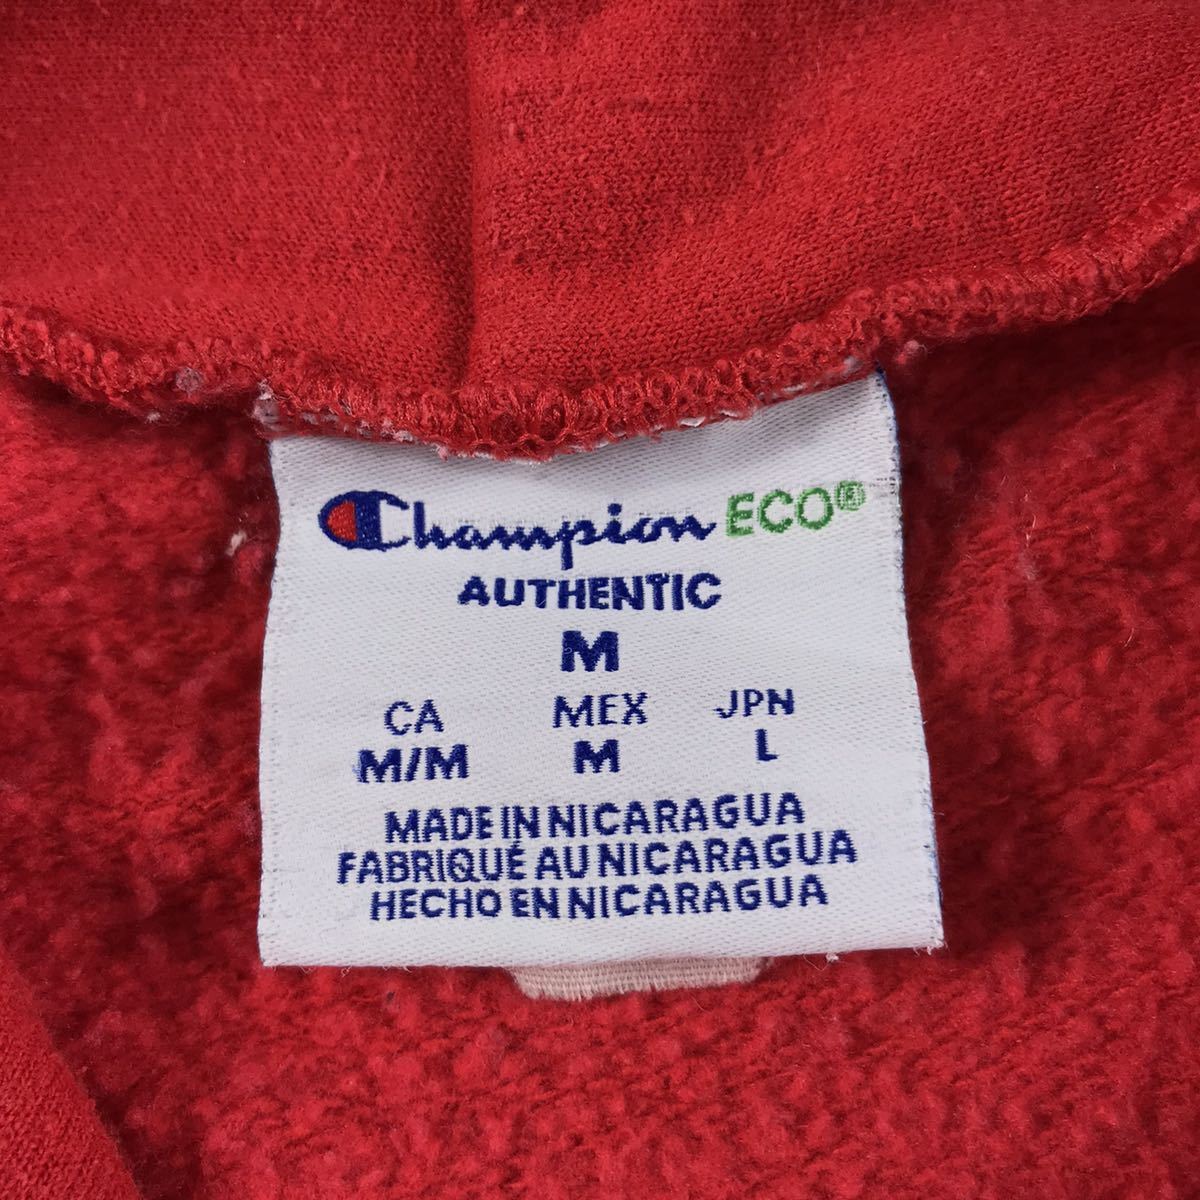 Champion ECO®
AUTHENTIC
M
CA MEX JPN
M/M M L
MADE IN NICARAGUA
FABRIQUÉ AU NICARAGUA
HECHO EN NICARAGUA